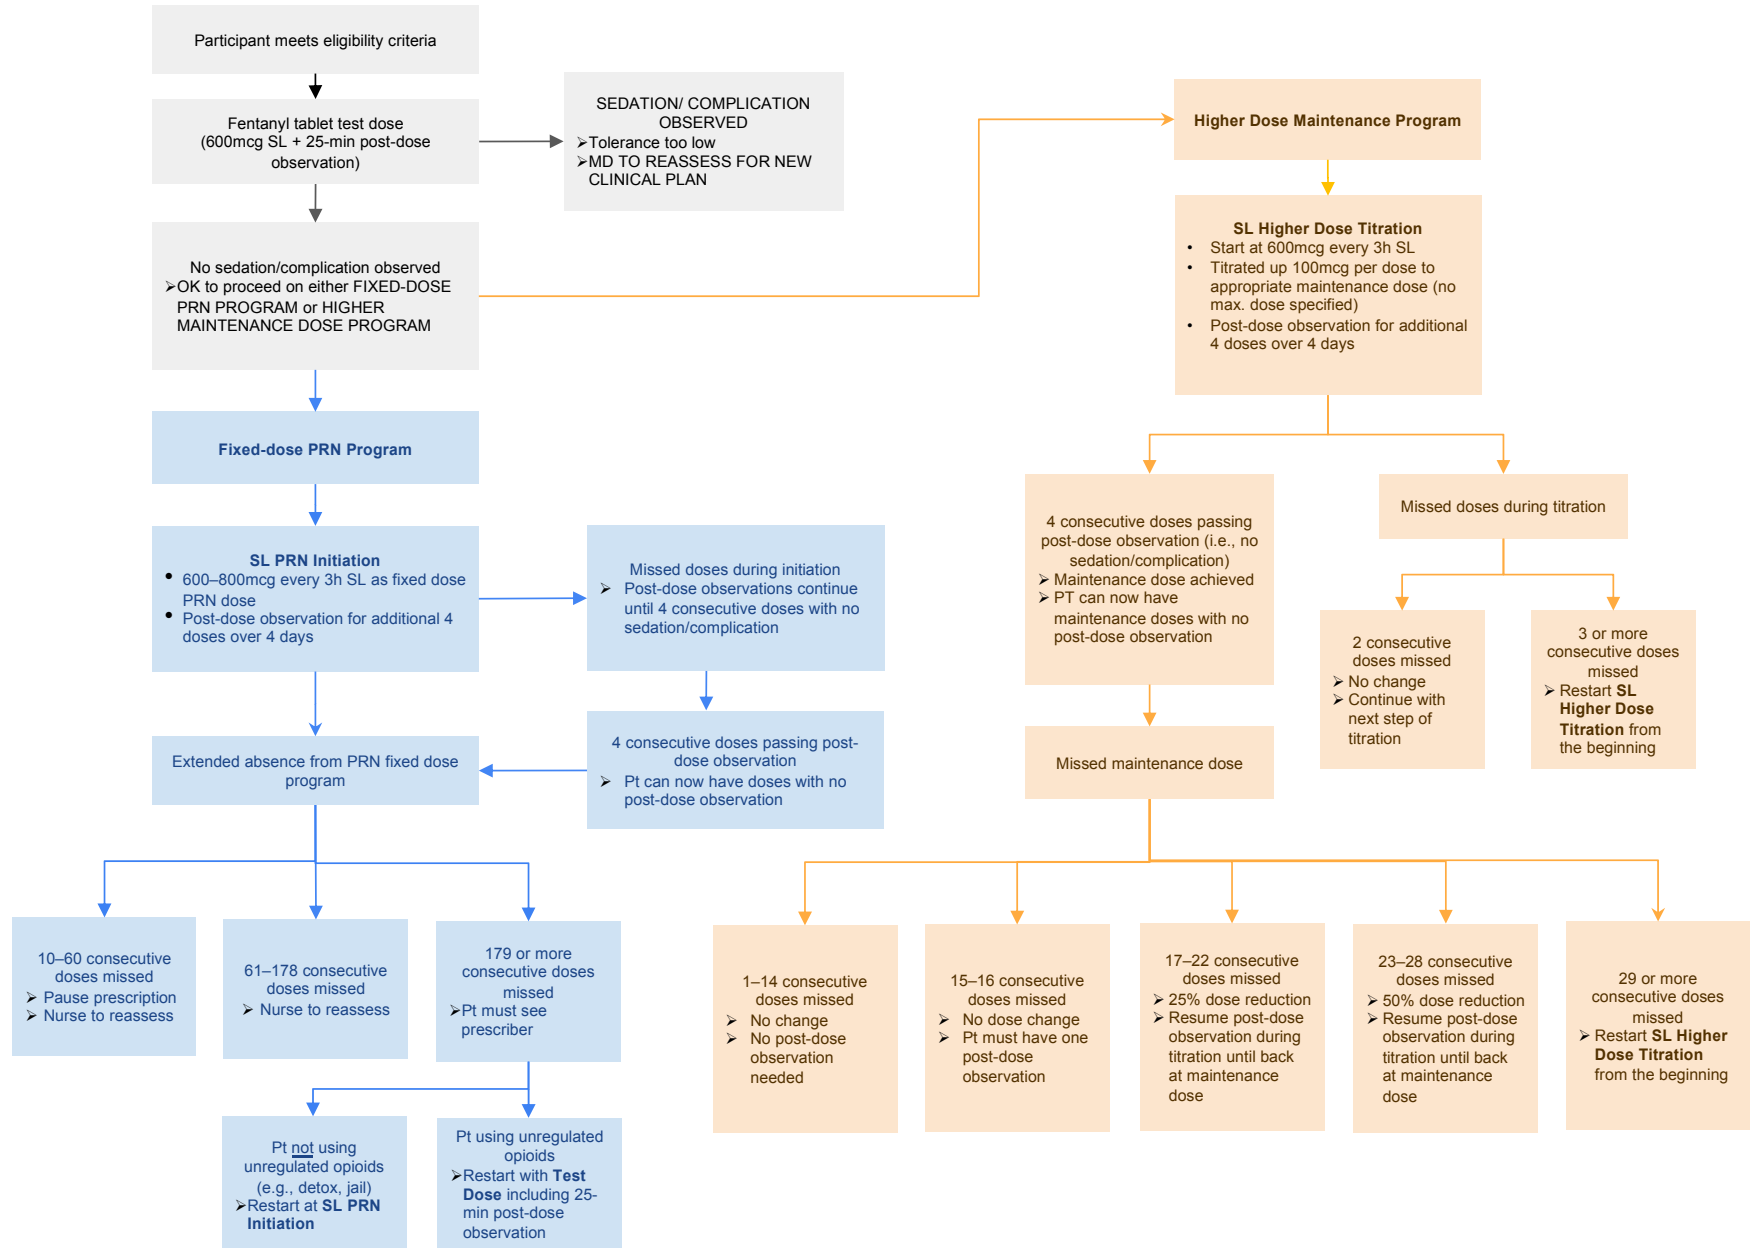 Participant meets eligibility criteria
Fentanyl tablet test dose
(600mcg SL + 25-min post-dose
observation)
SEDATION/ COMPLICATION
OBSERVED
➢Tolerance too low
➢MD TO REASSESS FOR NEW
CLINICAL PLAN
No sedation/complication observed
➢OK to proceed on either FIXED-DOSE
PRN PROGRAM or HIGHER
MAINTENANCE DOSE PROGRAM
Higher Dose Maintenance Program
SL Higher Dose Titration
• Start at 600mcg every 3h SL
• Titrated up 100mcg per dose to
appropriate maintenance dose (no
max. dose specified)
• Post-dose observation for additional
4 doses over 4 days
Fixed-dose PRN Program
SL PRN Initiation
• 600–800mcg every 3h SL as fixed dose
PRN dose
• Post-dose observation for additional 4
doses over 4 days
Missed doses during initiation
➢ Post-dose observations continue
until 4 consecutive doses with no
sedation/complication
4 consecutive doses passing post-
dose observation
➢ Pt can now have doses with no
post-dose observation
Extended absence from PRN fixed dose
program
10–60 consecutive
doses missed
➢ Pause prescription
➢ Nurse to reassess
61–178 consecutive
doses missed
➢ Nurse to reassess
179 or more
consecutive doses
missed
➢Pt must see
prescriber
Pt not using
unregulated opioids
(e.g., detox, jail)
➢Restart at SL PRN
Initiation
Pt using unregulated
opioids
➢Restart with Test
Dose including 25-
min post-dose
observation
4 consecutive doses passing
post-dose observation (i.e., no
sedation/complication)
➢ Maintenance dose achieved
➢ PT can now have
maintenance doses with no
post-dose observation
Missed doses during titration
2 consecutive
doses missed
➢ No change
➢ Continue with
next step of
titration
3 or more
consecutive doses
missed
➢ Restart SL
Higher Dose
Titration from
the beginning
Missed maintenance dose
1–14 consecutive
doses missed
➢ No change
➢ No post-dose
observation
needed
15–16 consecutive
doses missed
➢ No dose change
➢ Pt must have one
post-dose
observation
17–22 consecutive
doses missed
➢ 25% dose reduction
➢ Resume post-dose
observation during
titration until back
at maintenance
dose
23–28 consecutive
doses missed
➢ 50% dose reduction
➢ Resume post-dose
observation during
titration until back
at maintenance
dose
29 or more
consecutive doses
missed
➢ Restart SL Higher
Dose Titration
from the beginning